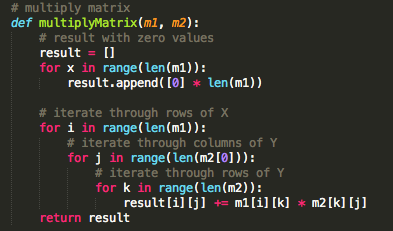 # multiply matrix
def multiplyMatrix(m1, m2):
    # result with zero values
    result = []
    for x in range(len(m1)):
        result.append([0] * len(m1))

    # iterate through rows of X
    for i in range(len(m1)):
        # iterate through columns of Y
        for j in range(len(m2[0])):
            # iterate through rows of Y
            for k in range(len(m2)):
                result[i][j] += m1[i][k] * m2[k][j]
    return result